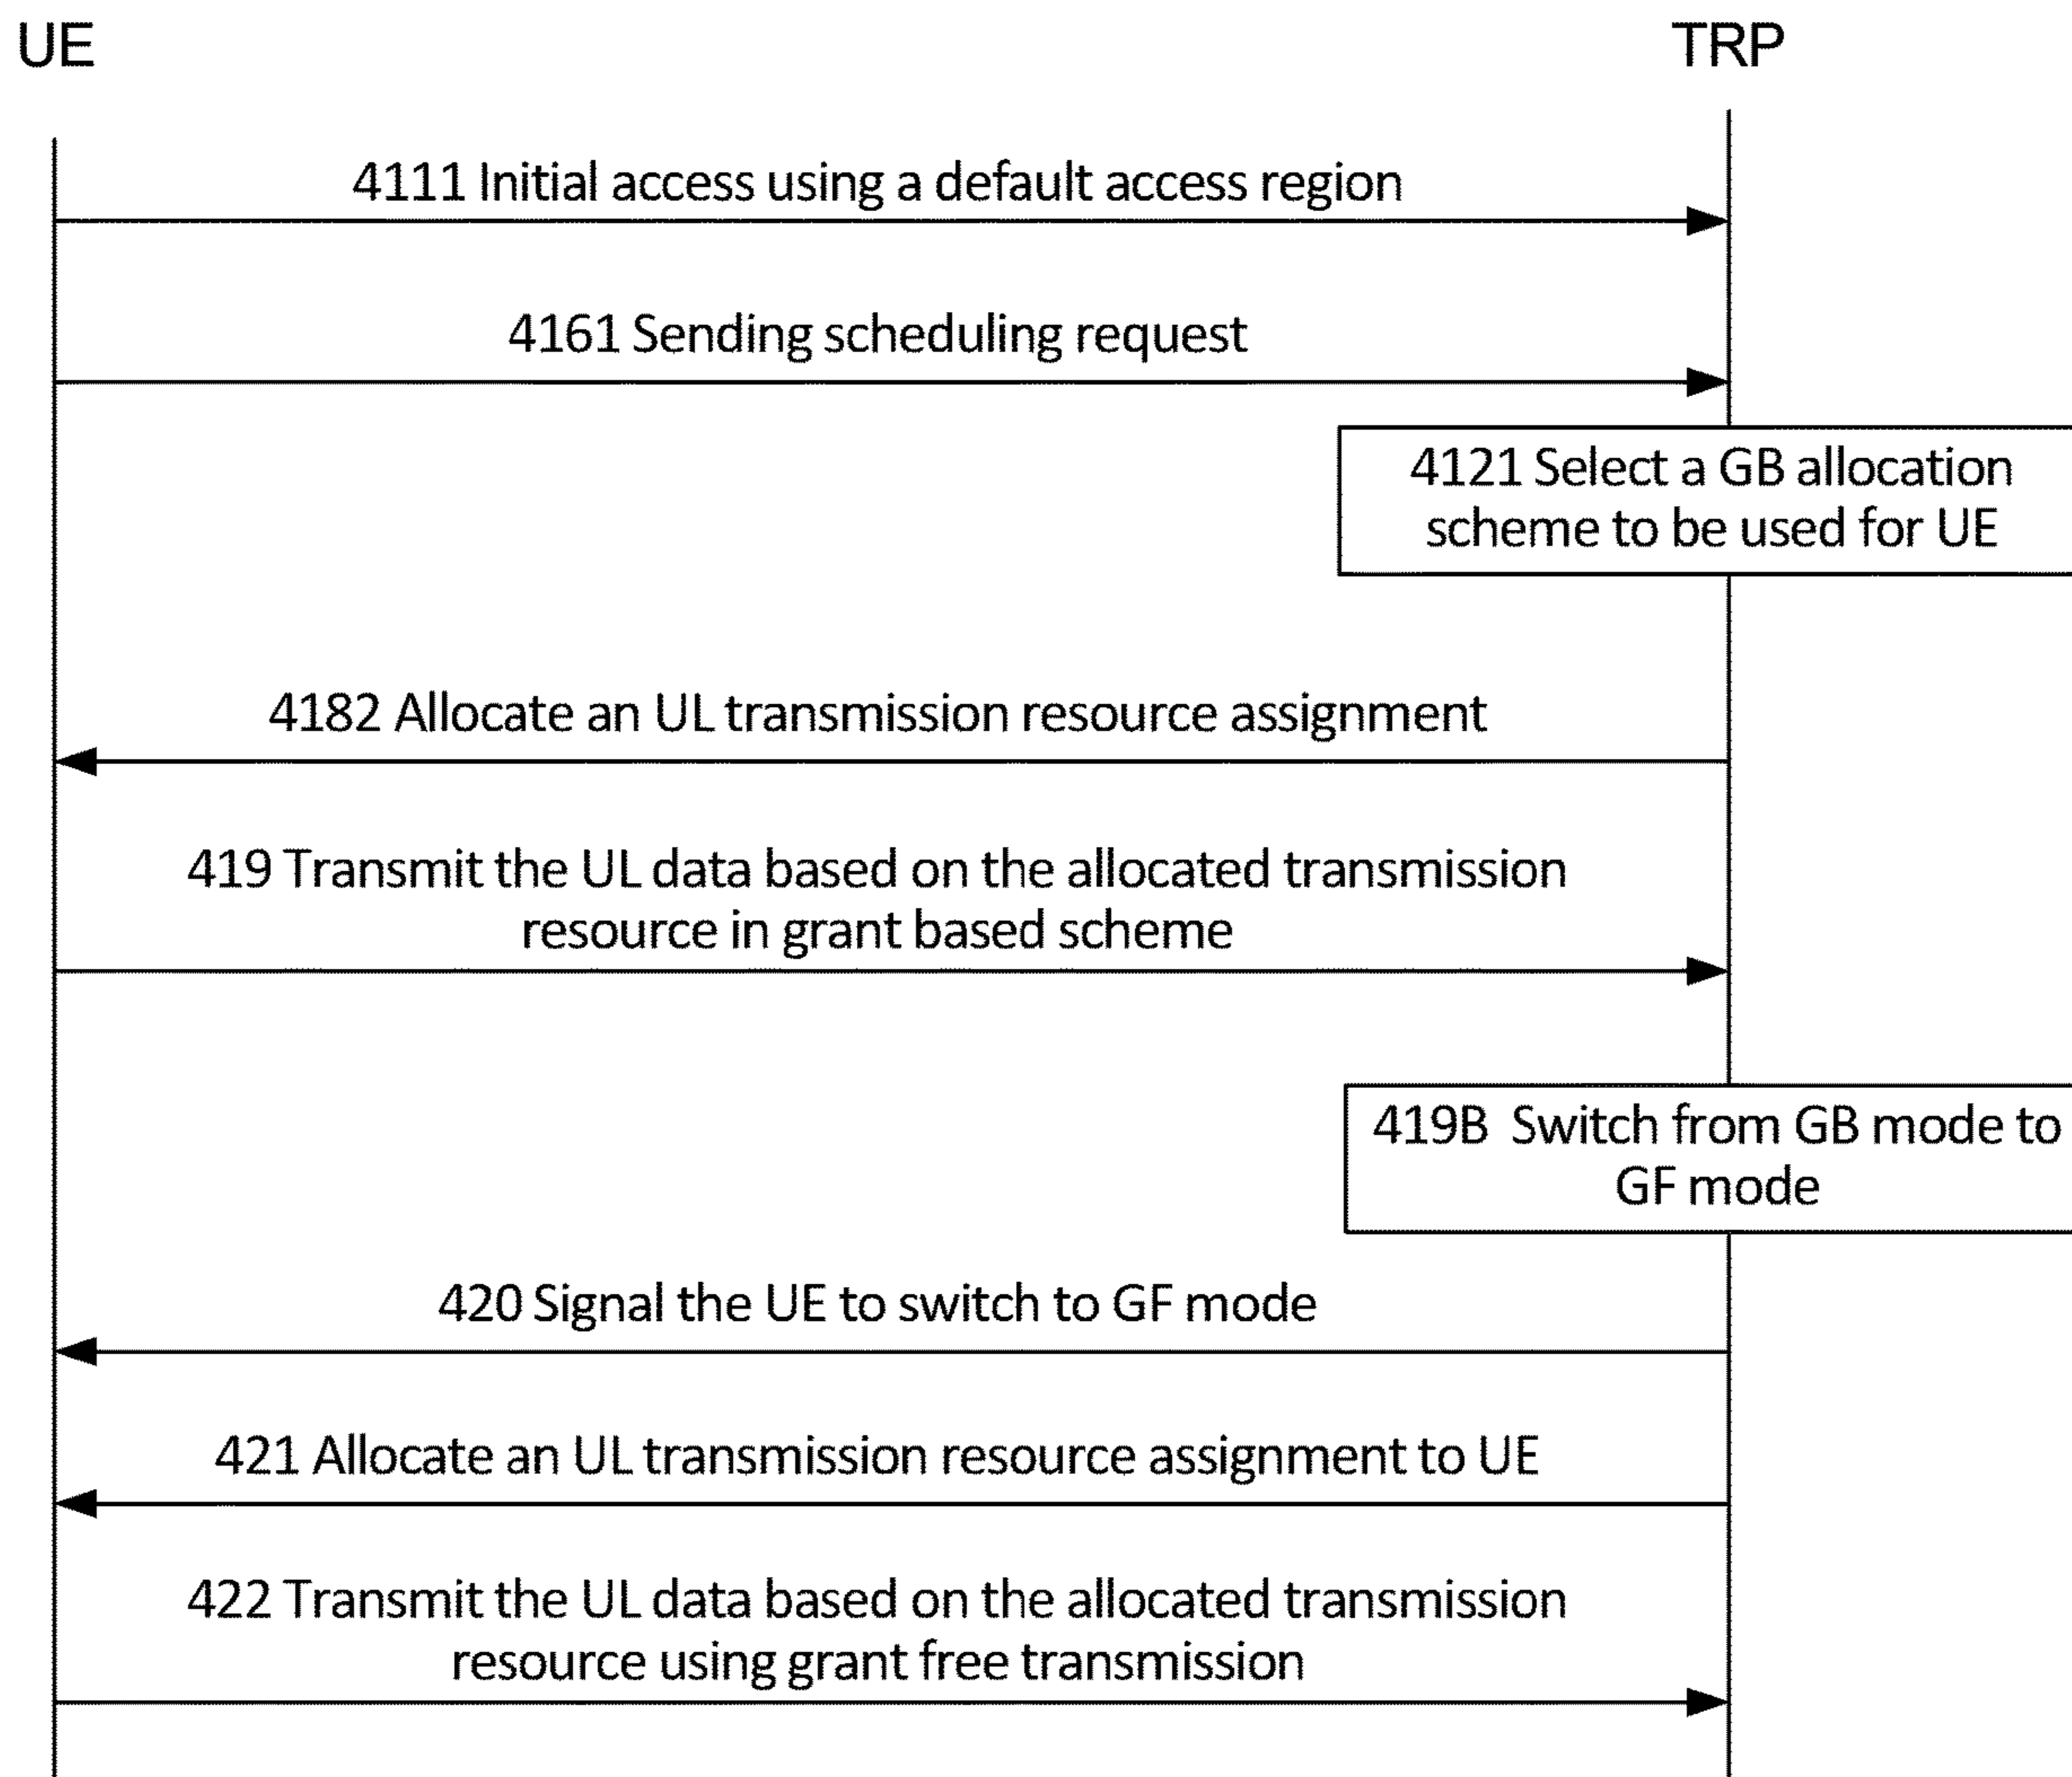 UE
TRP
4111 Initial access using a default access region
4161 Sending scheduling request
4121 Select a GB allocation
scheme to be used for UE
4182 Allocate an UL transmission resource assignment
419 Transmit the UL data based on the allocated transmission
resource in grant based scheme
419B Switch from GB mode to
GF mode
420 Signal the UE to switch to GF mode
421 Allocate an UL transmission resource assignment to UE
422 Transmit the UL data based on the allocated transmission
resource using grant free transmission